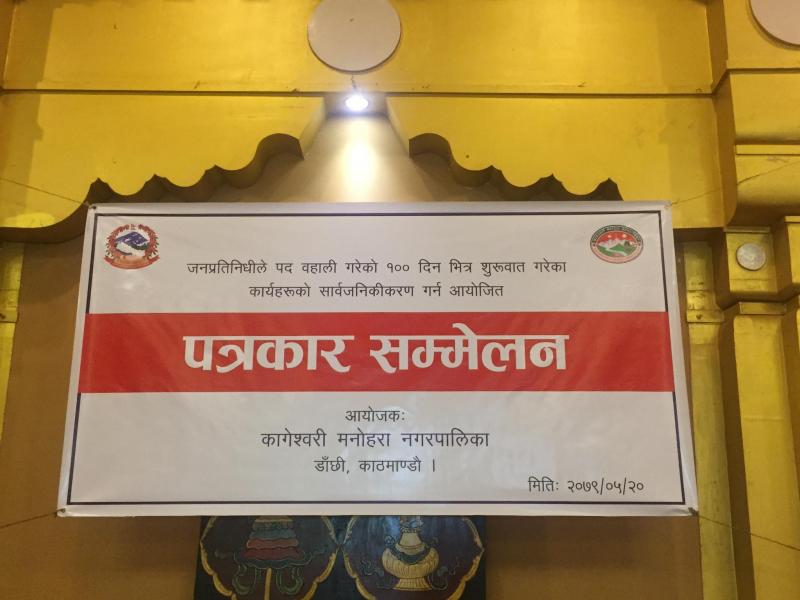 जनप्रतिनिधीले पद वहाली गरेको १०० दिन भित्र शुरूवात गरेका
कार्यहरूको सार्वजनिकीकरण गर्न आयोजित
पत्रकार सम्मेलन
आयोजकः
कागेश्वरी मनोहरा नगरपालिका
डाँछी, काठमाण्डौ ।
मितिः २०७९/०५/२०